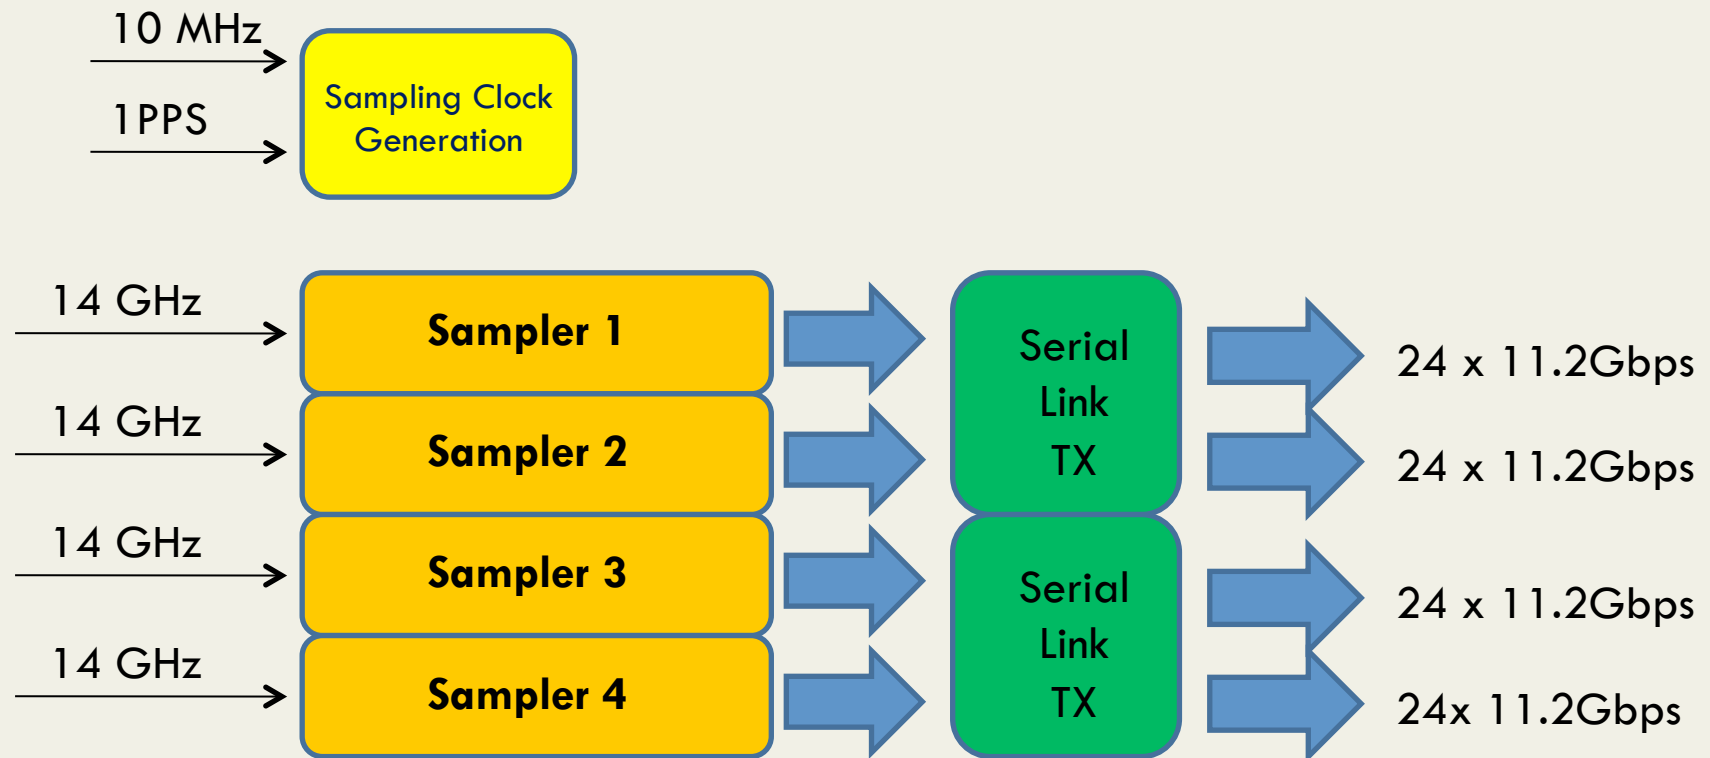 10 MHz
1PPS
Sampling Clock
Generation
14 GHz
Sampler 1
14 GHz
Sampler 2
14 GHz
Sampler 3
14 GHz
Sampler 4
Serial
Link
TX
Serial
Link
TX
24 x 11.2Gbps
24 x 11.2Gbps
24 x 11.2Gbps
24x 11.2Gbps